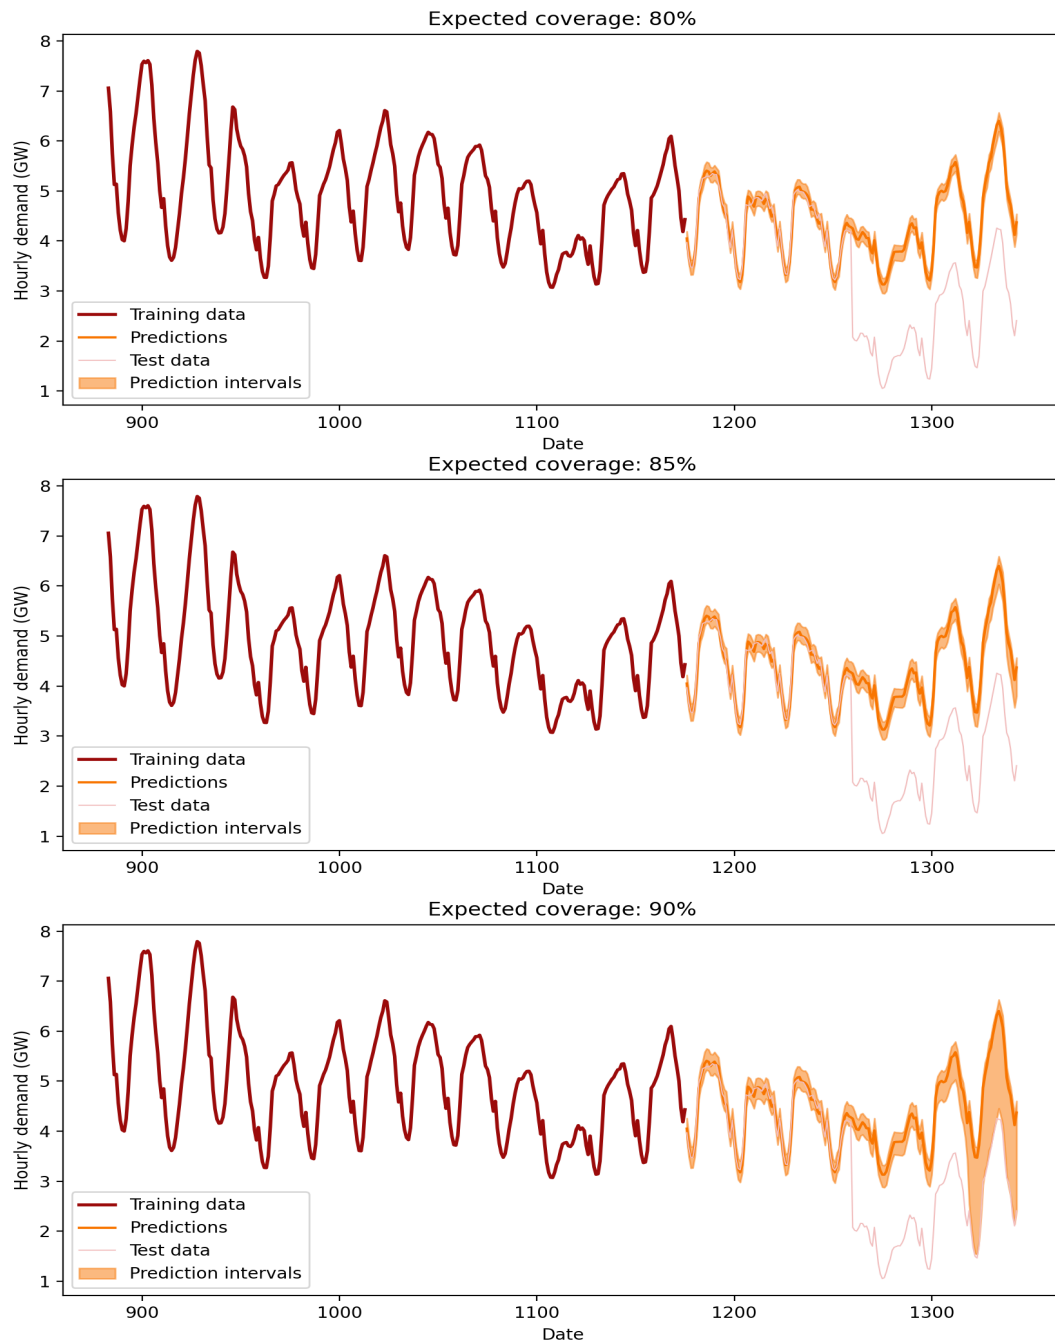 Expected coverage: 80%
Hourly demand (GW)
8
7
6
5
4
3
2
1
Training data
Predictions
Test data
Prediction intervals
900 1000 1100 1200 1300
Date
Expected coverage: 85%
Hourly demand (GW)
8
7
6
5
4
3
2
1
Training data
Predictions
Test data
Prediction intervals
900 1000 1100 1200 1300
Date
Expected coverage: 90%
Hourly demand (GW)
8
7
6
5
4
3
2
1
Training data
Predictions
Test data
Prediction intervals
900 1000 1100 1200 1300
Date